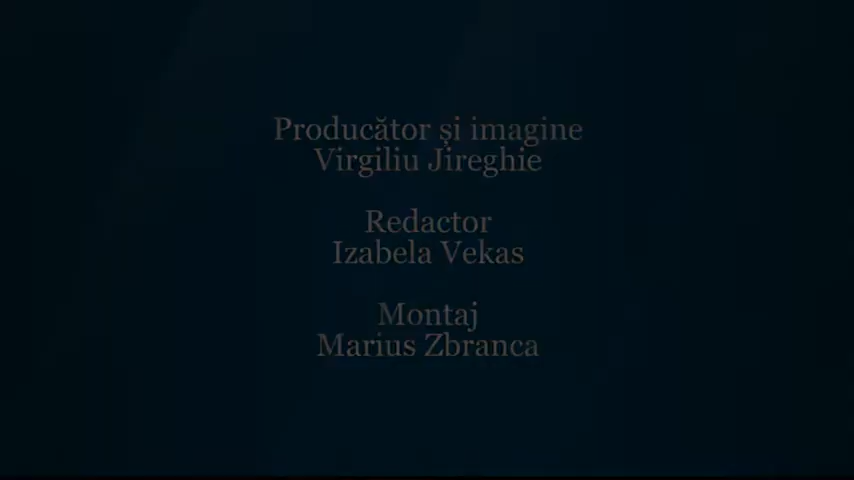 Producător și imagine
Virgiliu Jireghie
Redactor
Izabela Vekas
Montaj
Marius Zbranca